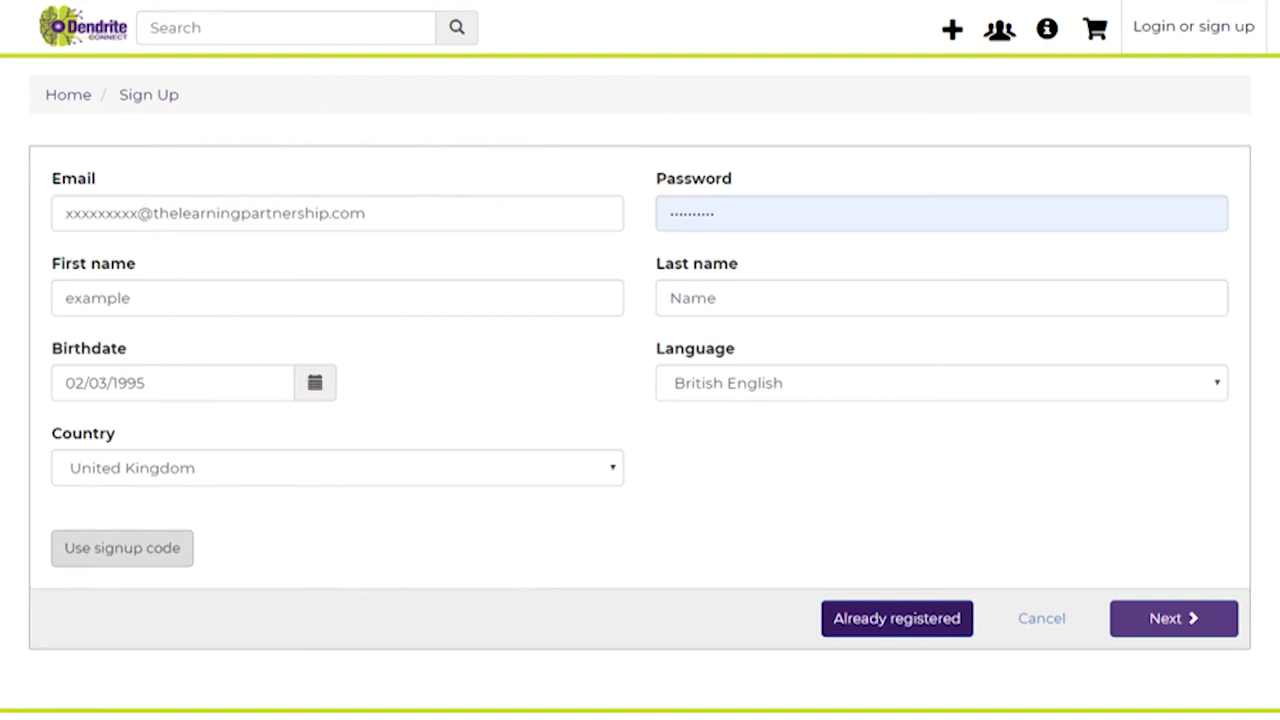 Dendrite
CONNECT
Search
Login or sign up
Home / Sign Up
Email
Password
xxxxxxxxx@thelearningpartnership.com
··········
First name
Last name
example
Name
Birthdate
Language
02/03/1995
British English
Country
United Kingdom
Use signup code
Already registered
Cancel
Next